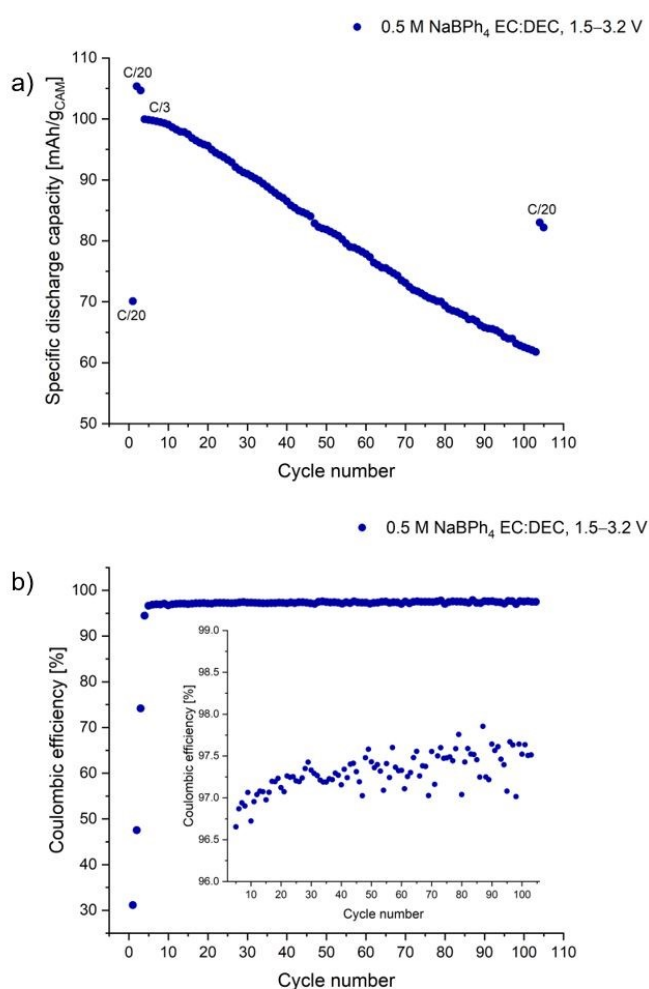 0.5 M NaBPh₄ EC:DEC, 1.5–3.2 V
a)
Specific discharge capacity [mAh/g_CAM]
110
100
90
80
70
60
50
C/20
C/3
C/20
C/20
0 10 20 30 40 50 60 70 80 90 100 110
Cycle number
0.5 M NaBPh₄ EC:DEC, 1.5–3.2 V
b)
Coulombic efficiency [%]
100
90
80
70
60
50
40
30
Coulombic efficiency [%]
99.0
98.5
98.0
97.5
97.0
96.5
96.0
10 20 30 40 50 60 70 80 90 100
Cycle number
0 10 20 30 40 50 60 70 80 90 100 110
Cycle number